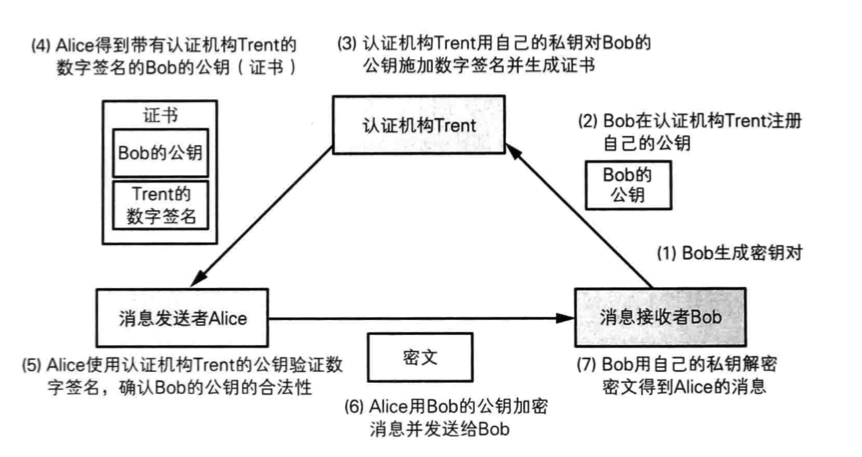 (4) Alice得到带有认证机构Trent的
数字签名的Bob的公钥（证书）
(3) 认证机构Trent用自己的私钥对Bob的
公钥施加数字签名并生成证书
证书
Bob的公钥
Trent的
数字签名
认证机构Trent
(2) Bob在认证机构Trent注册
自己的公钥
Bob的
公钥
(1) Bob生成密钥对
消息发送者Alice
消息接收者Bob
(5) Alice使用认证机构Trent的公钥验证数
字签名，确认Bob的公钥的合法性
密文
(6) Alice用Bob的公钥加密
消息并发送给Bob
(7) Bob用自己的私钥解密
密文得到Alice的消息